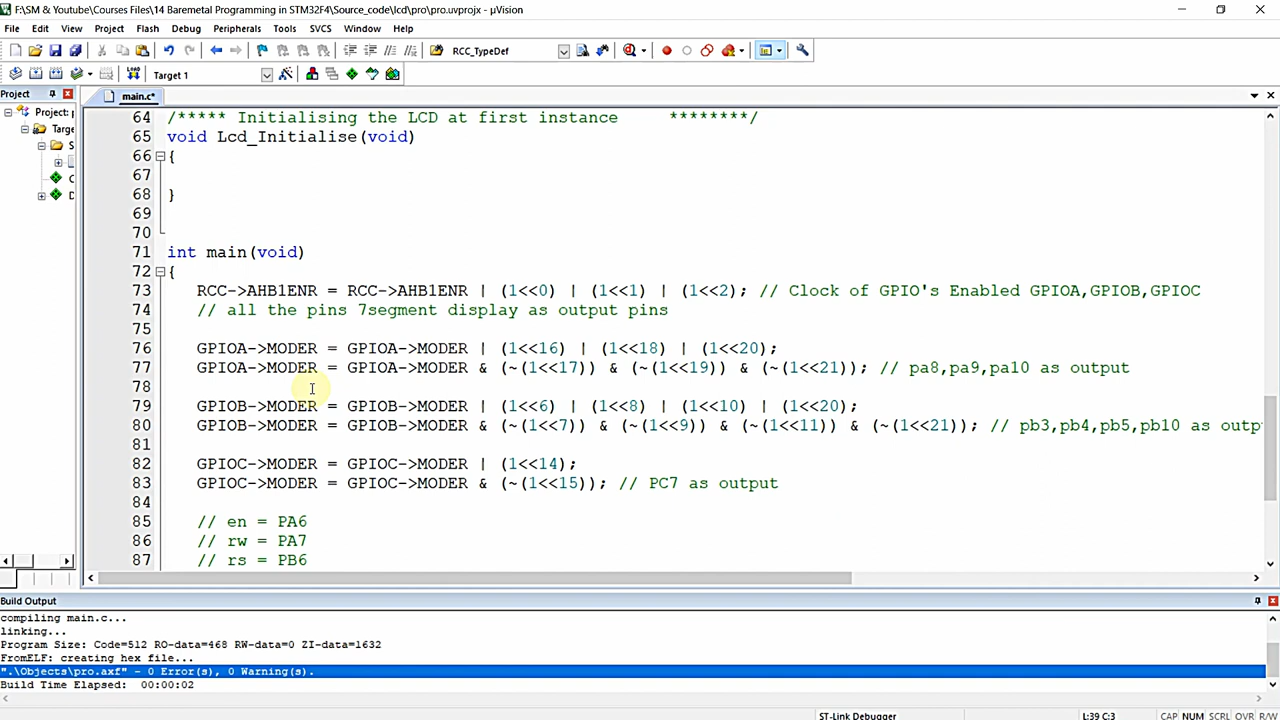 F:\SM & Youtube\Courses Files\14 Baremetal Programming in STM32F4\Source_code\lcd\pro\pro.uvprojx - µVision
File Edit View Project Flash Debug Peripherals Tools SVCS Window Help
RCC_TypeDef
LOAD Target 1
Project
main.c*
Project: p
Targe
S
C
D
64 /***** Initialising the LCD at first instance ********/
65 void Lcd_Initialise(void)
66 {
67
68 }
69
70
71 int main(void)
72 {
73 RCC->AHB1ENR = RCC->AHB1ENR | (1<<0) | (1<<1) | (1<<2); // Clock of GPIO's Enabled GPIOA,GPIOB,GPIOC
74 // all the pins 7segment display as output pins
75
76 GPIOA->MODER = GPIOA->MODER | (1<<16) | (1<<18) | (1<<20);
77 GPIOA->MODER = GPIOA->MODER & (~(1<<17)) & (~(1<<19)) & (~(1<<21)); // pa8,pa9,pa10 as output
78
79 GPIOB->MODER = GPIOB->MODER | (1<<6) | (1<<8) | (1<<10) | (1<<20);
80 GPIOB->MODER = GPIOB->MODER & (~(1<<7)) & (~(1<<9)) & (~(1<<11)) & (~(1<<21)); // pb3,pb4,pb5,pb10 as outp
81
82 GPIOC->MODER = GPIOC->MODER | (1<<14);
83 GPIOC->MODER = GPIOC->MODER & (~(1<<15)); // PC7 as output
84
85 // en = PA6
86 // rw = PA7
87 // rs = PB6
Build Output
compiling main.c...
linking...
Program Size: Code=512 RO-data=468 RW-data=0 ZI-data=1632
FromELF: creating hex file...
".\Objects\pro.axf" - 0 Error(s), 0 Warning(s).
Build Time Elapsed: 00:00:02
ST-Link Debugger L:39 C:3 CAP NUM SCRL OVR R/W